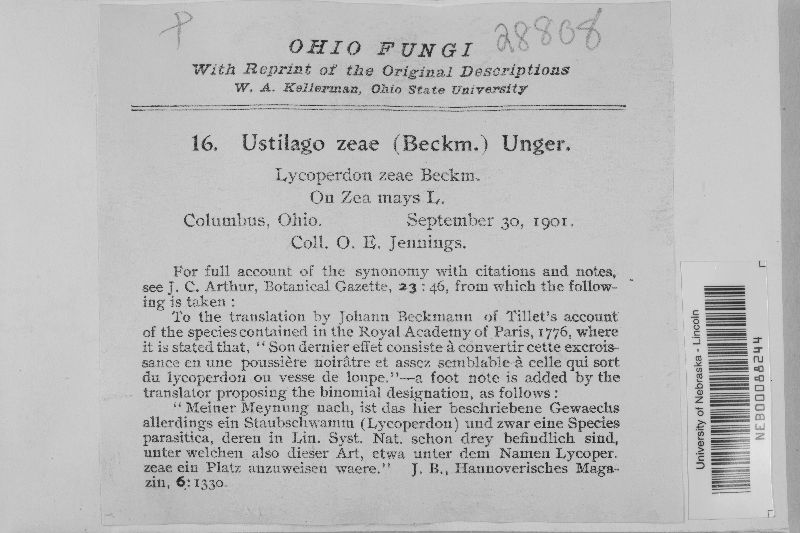 P 28808
OHIO FUNGI
With Reprint of the Original Descriptions
W. A. Kellerman, Ohio State University
16. Ustilago zeae (Beckm.) Unger.
Lycoperdon zeae Beckm.
On Zea mays L.
Columbus, Ohio. September 30, 1901.
Coll. O. E. Jennings.
For full account of the synonomy with citations and notes,
see J. C. Arthur, Botanical Gazette, 23 : 46, from which the follow-
ing is taken :
To the translation by Johann Beckmann of Tillet's account
of the species contained in the Royal Academy of Paris, 1776, where
it is stated that, “ Son dernier effet consiste à convertir cette excrois-
sance en une poussière noirâtre et assez semblable à celle qui sort
du lycoperdon ou vesse de loupe.”—a foot note is added by the
translator proposing the binomial designation, as follows :
“ Meiner Meynung nach, ist das hier beschriebene Gewaechs
allerdings ein Staubschwamm (Lycoperdon) und zwar eine Species
parasitica, deren in Lin. Syst. Nat. schon drey befindlich sind,
unter welchen also dieser Art, etwa unter dem Namen Lycoper.
zeae ein Platz anzuweisen waere.” J. B., Hannoverisches Maga-
zin, 6 : 1330.
University of Nebraska - Lincoln
NEB00088244